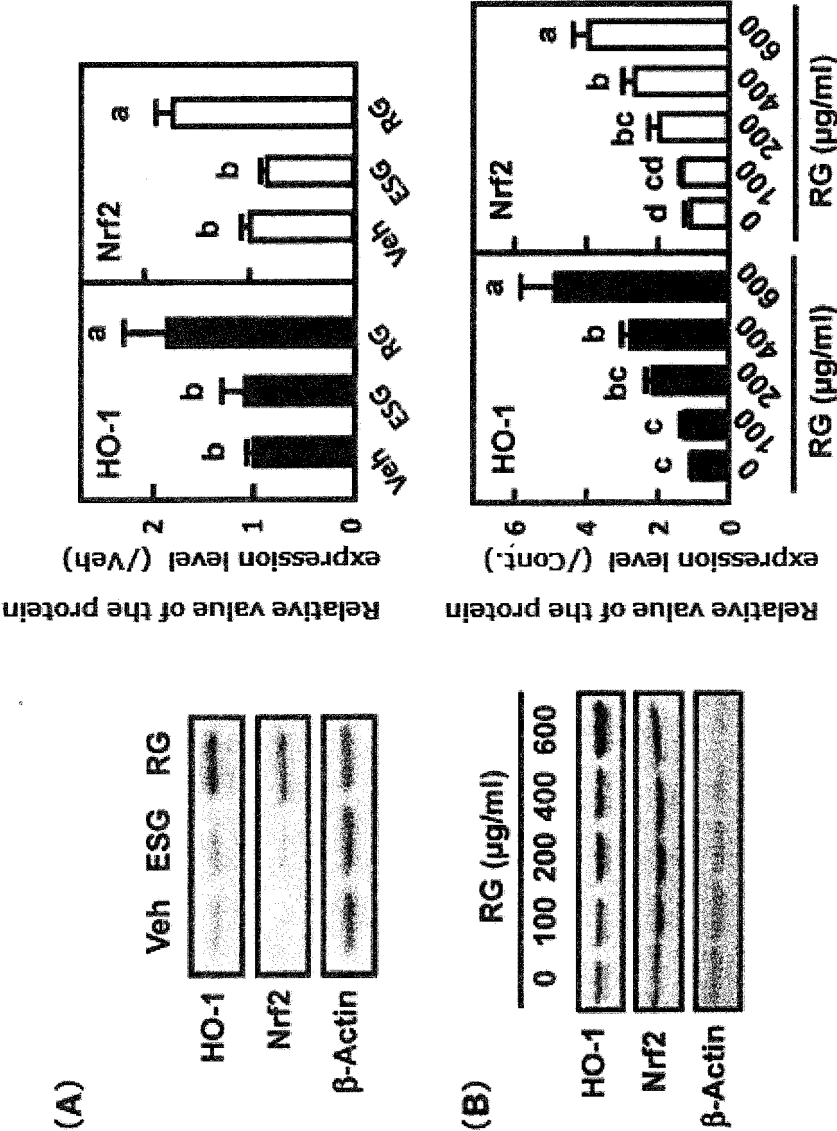 (A)
Veh ESG RG
HO-1
Nrf2
β-Actin
Relative value of the protein
expression level (/Veh)
2
1
0
HO-1
b
b
a
Veh ESG RG
Nrf2
b
b
a
Veh ESG RG
(B)
RG (μg/ml)
0 100 200 400 600
HO-1
Nrf2
β-Actin
Relative value of the protein
expression level (/Cont.)
6
4
2
0
HO-1
c
c
bc
b
a
0 100 200 400 600
RG (μg/ml)
Nrf2
d
cd
bc
b
a
0 100 200 400 600
RG (μg/ml)